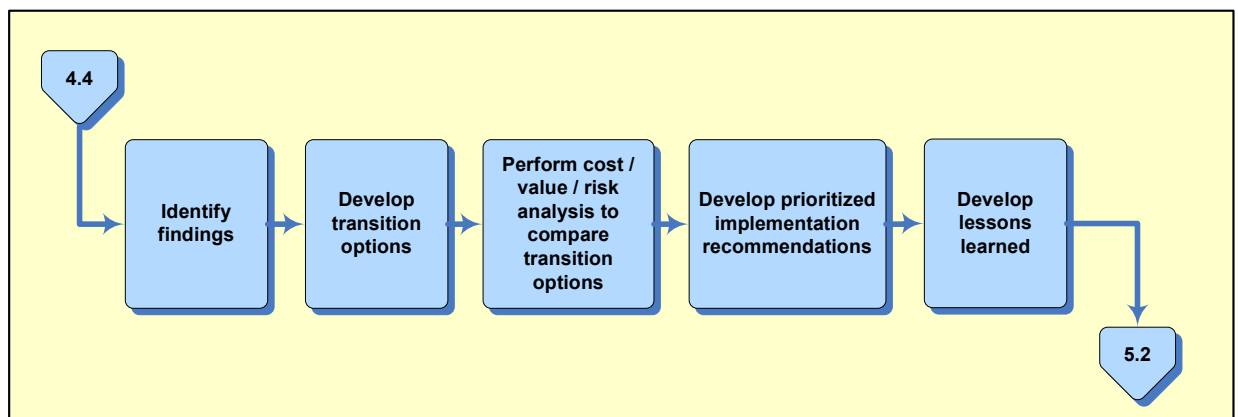 4.4
Identify
findings
Develop
transition
options
Perform cost /
value / risk
analysis to
compare
transition
options
Develop prioritized
implementation
recommendations
Develop
lessons
learned
5.2